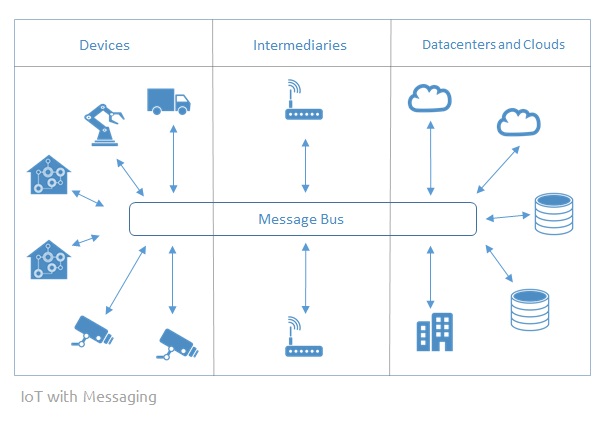 Devices
Intermediaries
Datacenters and Clouds
Message Bus
IoT with Messaging